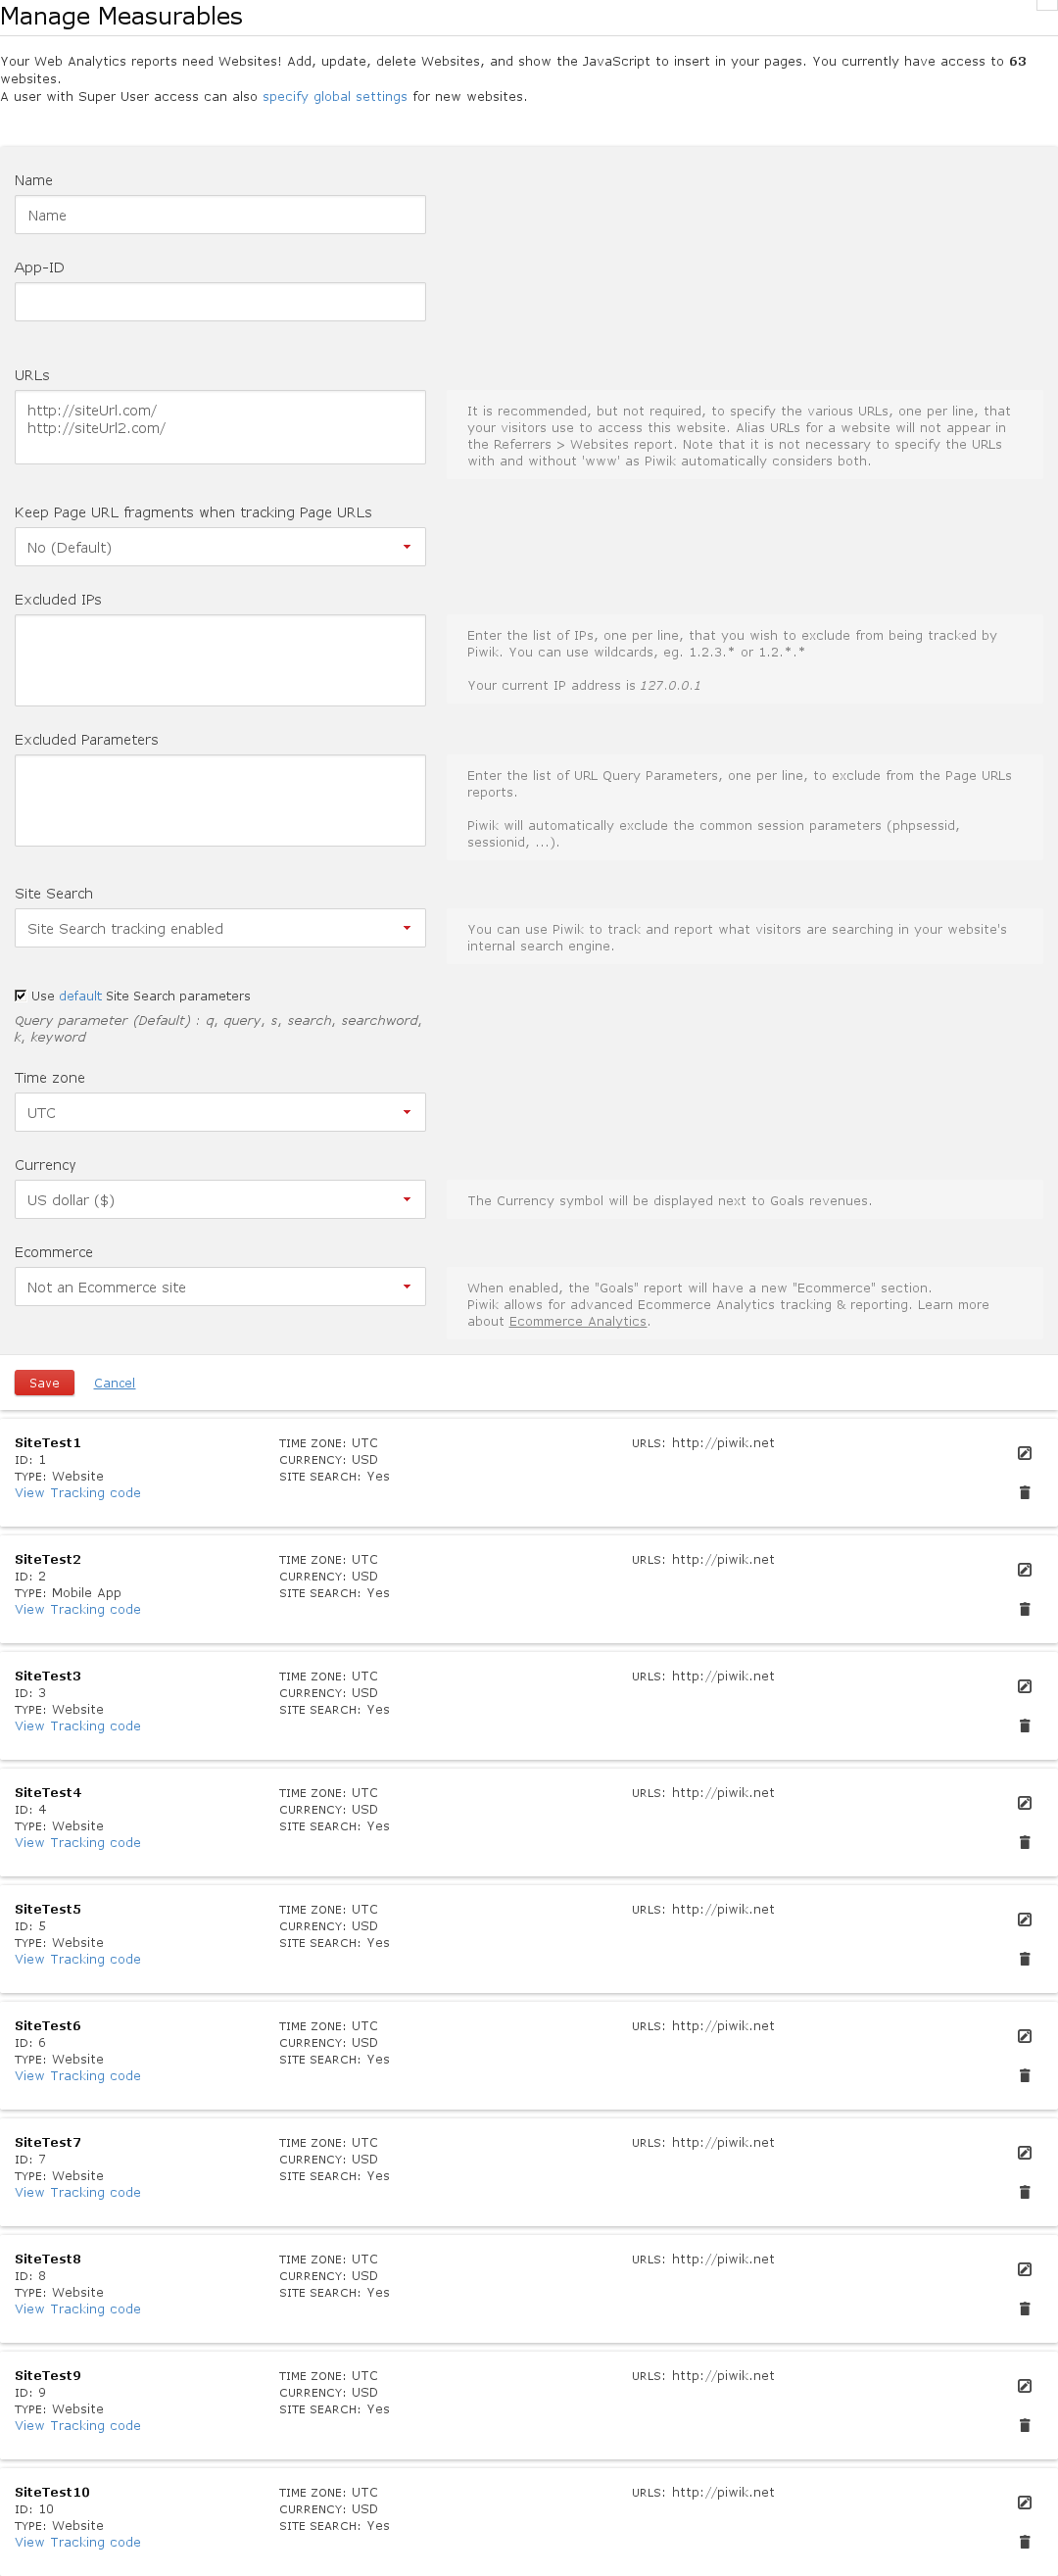 Manage Measurables
Your Web Analytics reports need Websites! Add, update, delete Websites, and show the JavaScript to insert in your pages. You currently have access to 63
websites.
A user with Super User access can also specify global settings for new websites.
Name
Name
App-ID
URLs
http://siteUrl.com/
http://siteUrl2.com/
It is recommended, but not required, to specify the various URLs, one per line, that
your visitors use to access this website. Alias URLs for a website will not appear in
the Referrers > Websites report. Note that it is not necessary to specify the URLs
with and without 'www' as Piwik automatically considers both.
Keep Page URL fragments when tracking Page URLs
No (Default)
Excluded IPs
Enter the list of IPs, one per line, that you wish to exclude from being tracked by
Piwik. You can use wildcards, eg. 1.2.3.* or 1.2.*.*
Your current IP address is 127.0.0.1
Excluded Parameters
Enter the list of URL Query Parameters, one per line, to exclude from the Page URLs
reports.
Piwik will automatically exclude the common session parameters (phpsessid,
sessionid, ...).
Site Search
Site Search tracking enabled
You can use Piwik to track and report what visitors are searching in your website's
internal search engine.
Use default Site Search parameters
Query parameter (Default) : q, query, s, search, searchword,
k, keyword
Time zone
UTC
Currency
US dollar ($)
The Currency symbol will be displayed next to Goals revenues.
Ecommerce
Not an Ecommerce site
When enabled, the "Goals" report will have a new "Ecommerce" section.
Piwik allows for advanced Ecommerce Analytics tracking & reporting. Learn more
about Ecommerce Analytics.
Save Cancel
SiteTest1 TIME ZONE: UTC URLS: http://piwik.net
ID: 1 CURRENCY: USD
TYPE: Website SITE SEARCH: Yes
View Tracking code
SiteTest2 TIME ZONE: UTC URLS: http://piwik.net
ID: 2 CURRENCY: USD
TYPE: Mobile App SITE SEARCH: Yes
View Tracking code
SiteTest3 TIME ZONE: UTC URLS: http://piwik.net
ID: 3 CURRENCY: USD
TYPE: Website SITE SEARCH: Yes
View Tracking code
SiteTest4 TIME ZONE: UTC URLS: http://piwik.net
ID: 4 CURRENCY: USD
TYPE: Website SITE SEARCH: Yes
View Tracking code
SiteTest5 TIME ZONE: UTC URLS: http://piwik.net
ID: 5 CURRENCY: USD
TYPE: Website SITE SEARCH: Yes
View Tracking code
SiteTest6 TIME ZONE: UTC URLS: http://piwik.net
ID: 6 CURRENCY: USD
TYPE: Website SITE SEARCH: Yes
View Tracking code
SiteTest7 TIME ZONE: UTC URLS: http://piwik.net
ID: 7 CURRENCY: USD
TYPE: Website SITE SEARCH: Yes
View Tracking code
SiteTest8 TIME ZONE: UTC URLS: http://piwik.net
ID: 8 CURRENCY: USD
TYPE: Website SITE SEARCH: Yes
View Tracking code
SiteTest9 TIME ZONE: UTC URLS: http://piwik.net
ID: 9 CURRENCY: USD
TYPE: Website SITE SEARCH: Yes
View Tracking code
SiteTest10 TIME ZONE: UTC URLS: http://piwik.net
ID: 10 CURRENCY: USD
TYPE: Website SITE SEARCH: Yes
View Tracking code